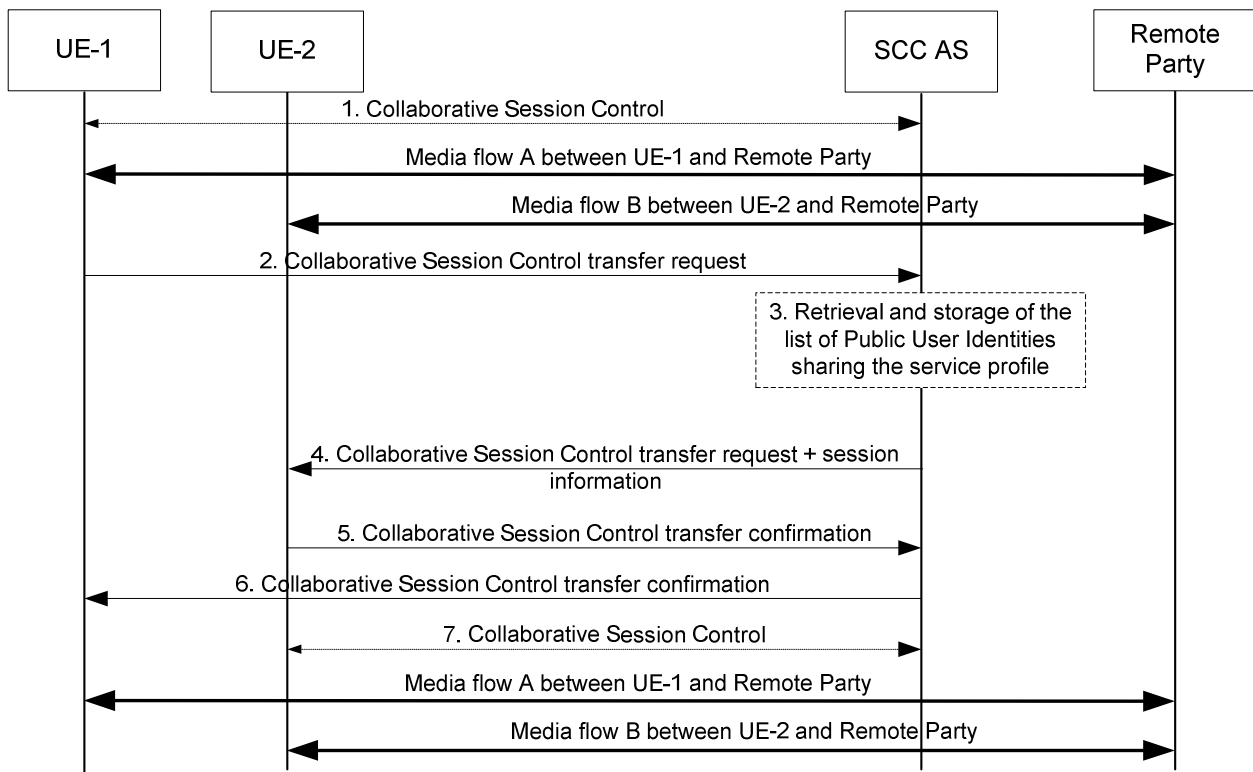 UE-1
UE-2
SCC AS
Remote
Party
1. Collaborative Session Control
Media flow A between UE-1 and Remote Party
Media flow B between UE-2 and Remote Party
2. Collaborative Session Control transfer request
3. Retrieval and storage of the
list of Public User Identities
sharing the service profile
4. Collaborative Session Control transfer request + session
information
5. Collaborative Session Control transfer confirmation
6. Collaborative Session Control transfer confirmation
7. Collaborative Session Control
Media flow A between UE-1 and Remote Party
Media flow B between UE-2 and Remote Party